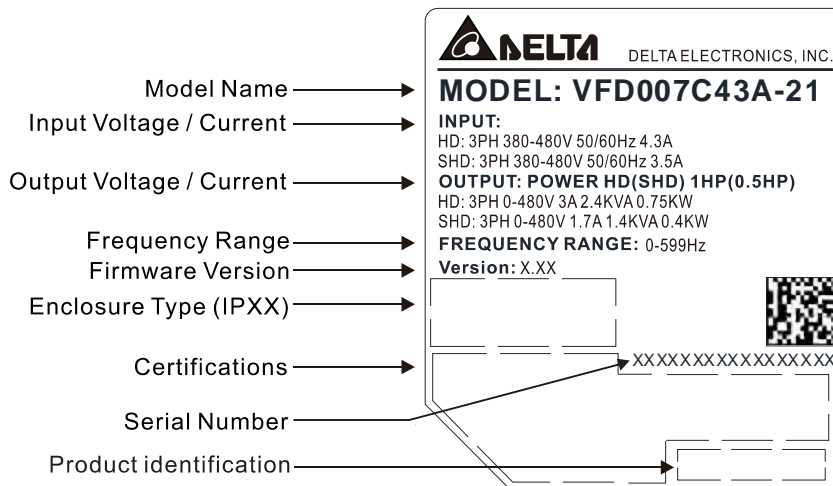 DELTA DELTA ELECTRONICS, INC.
Model Name MODEL: VFD007C43A-21
Input Voltage / Current INPUT:
HD: 3PH 380-480V 50/60Hz 4.3A
SHD: 3PH 380-480V 50/60Hz 3.5A
Output Voltage / Current OUTPUT: POWER HD(SHD) 1HP(0.5HP)
HD: 3PH 0-480V 3A 2.4KVA 0.75KW
SHD: 3PH 0-480V 1.7A 1.4KVA 0.4KW
Frequency Range FREQUENCY RANGE: 0-599Hz
Firmware Version Version: X.XX
Enclosure Type (IPXX)
Certifications XXXXXXXXXXXXXXXXX
Serial Number
Product identification